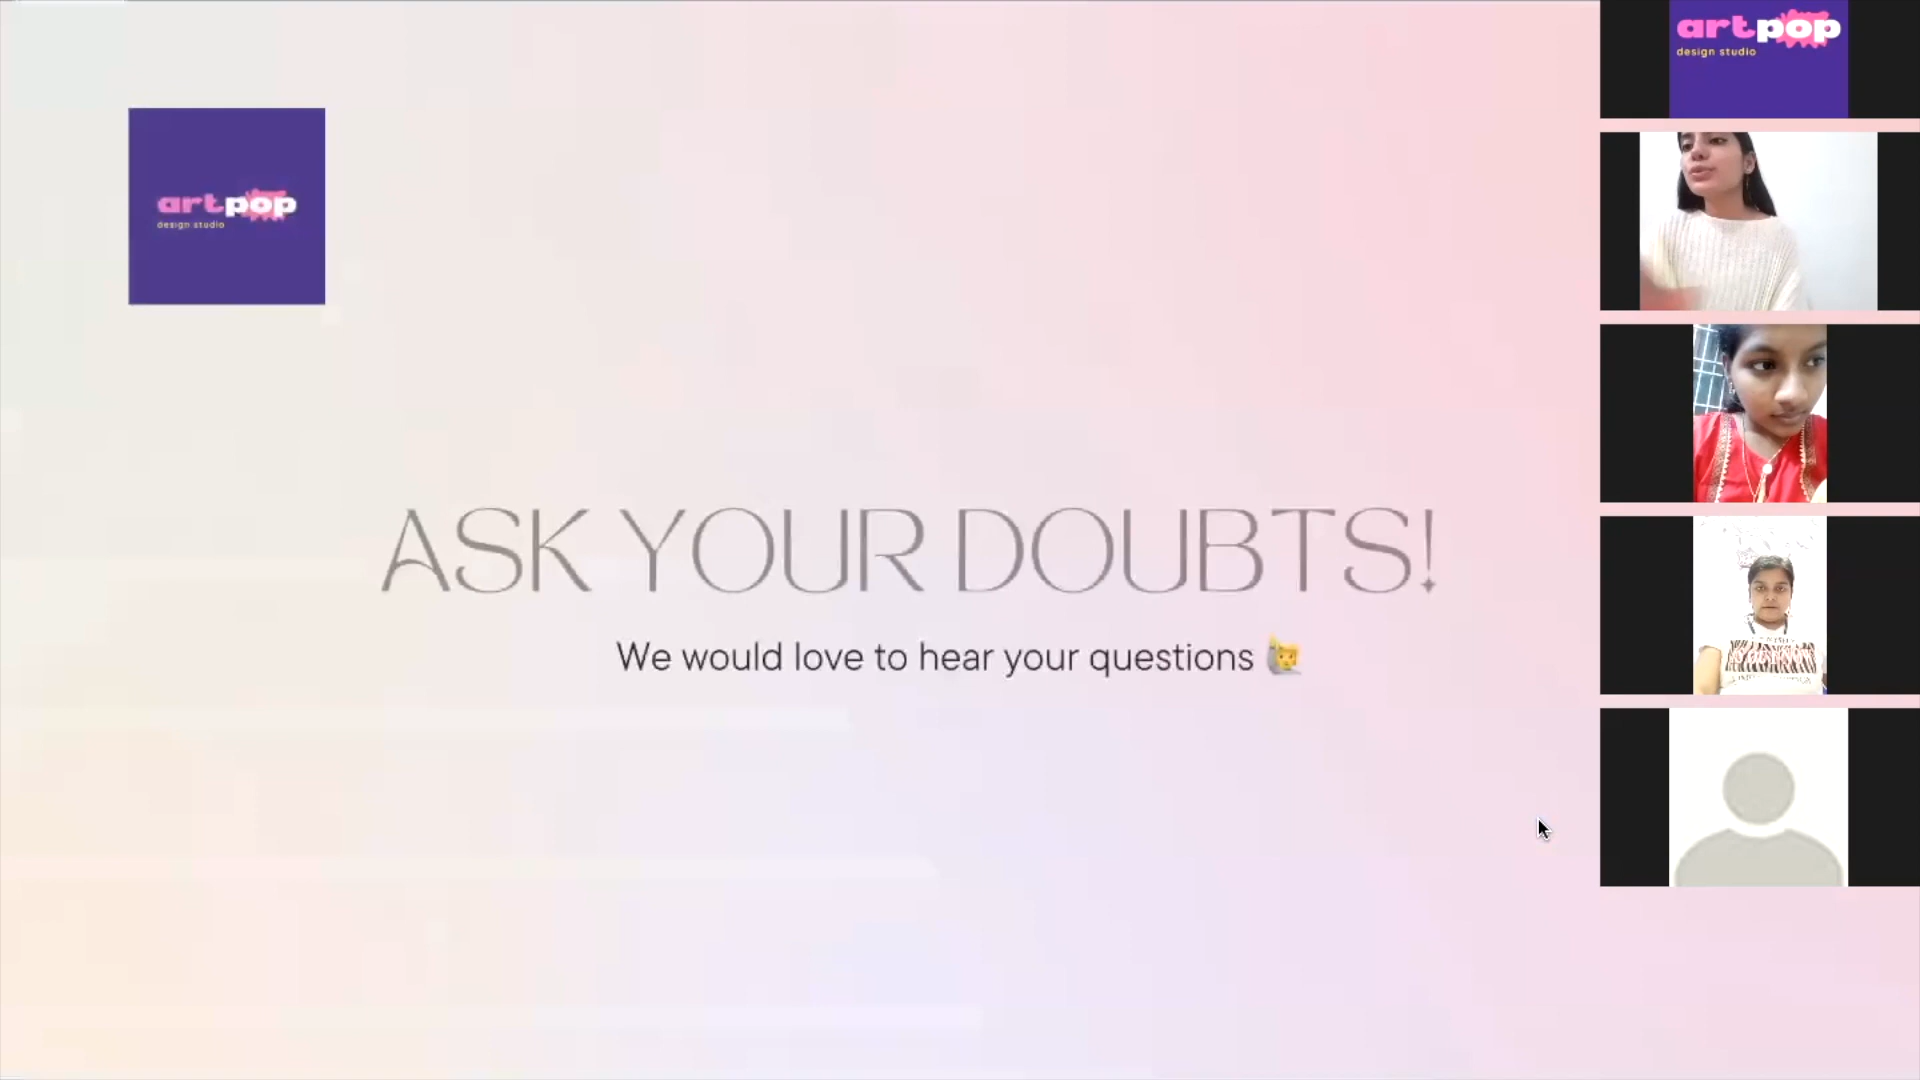 artpop
design studio
artpop
design studio
ASK YOUR DOUBTS!
We would love to hear your questions 🙋